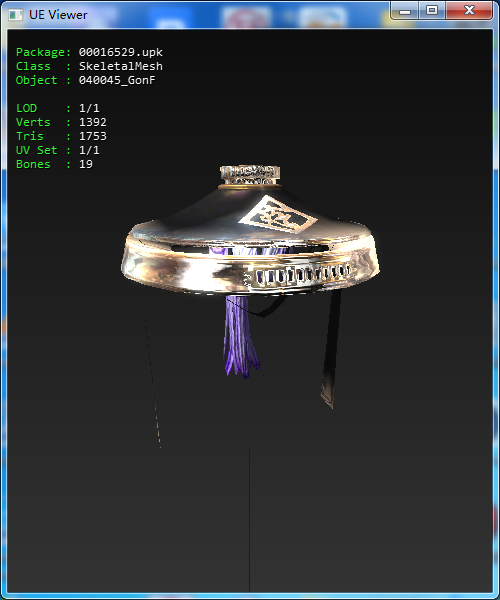 UE Viewer
Package: 00016529.upk
Class : SkeletalMesh
Object : 040045_GonF
LOD : 1/1
Verts : 1392
Tris : 1753
UV Set : 1/1
Bones : 19